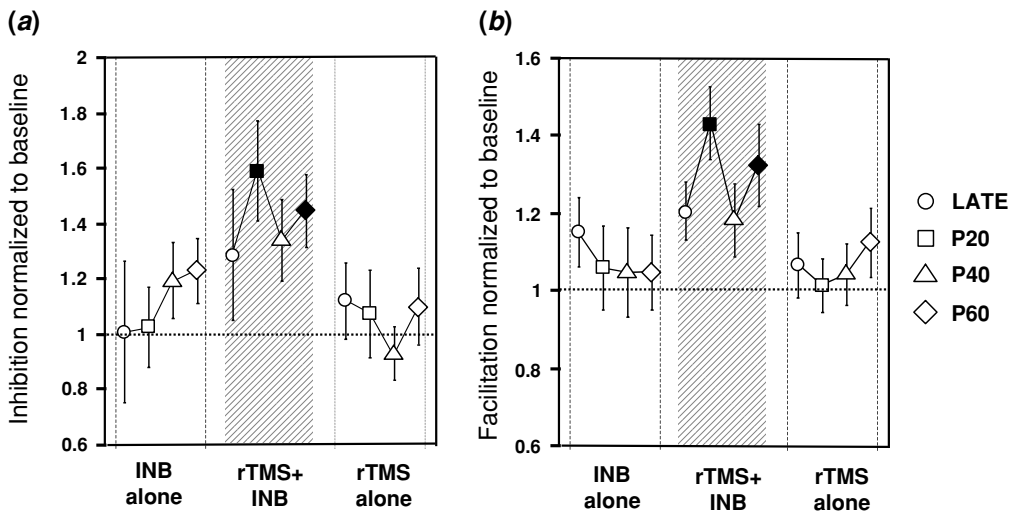 (a)
Inhibition normalized to baseline
2
1.8
1.6
1.4
1.2
1
0.8
0.6
INB
alone
rTMS+
INB
rTMS
alone
(b)
Facilitation normalized to baseline
1.6
1.4
1.2
1
0.8
0.6
INB
alone
rTMS+
INB
rTMS
alone
LATE
P20
P40
P60